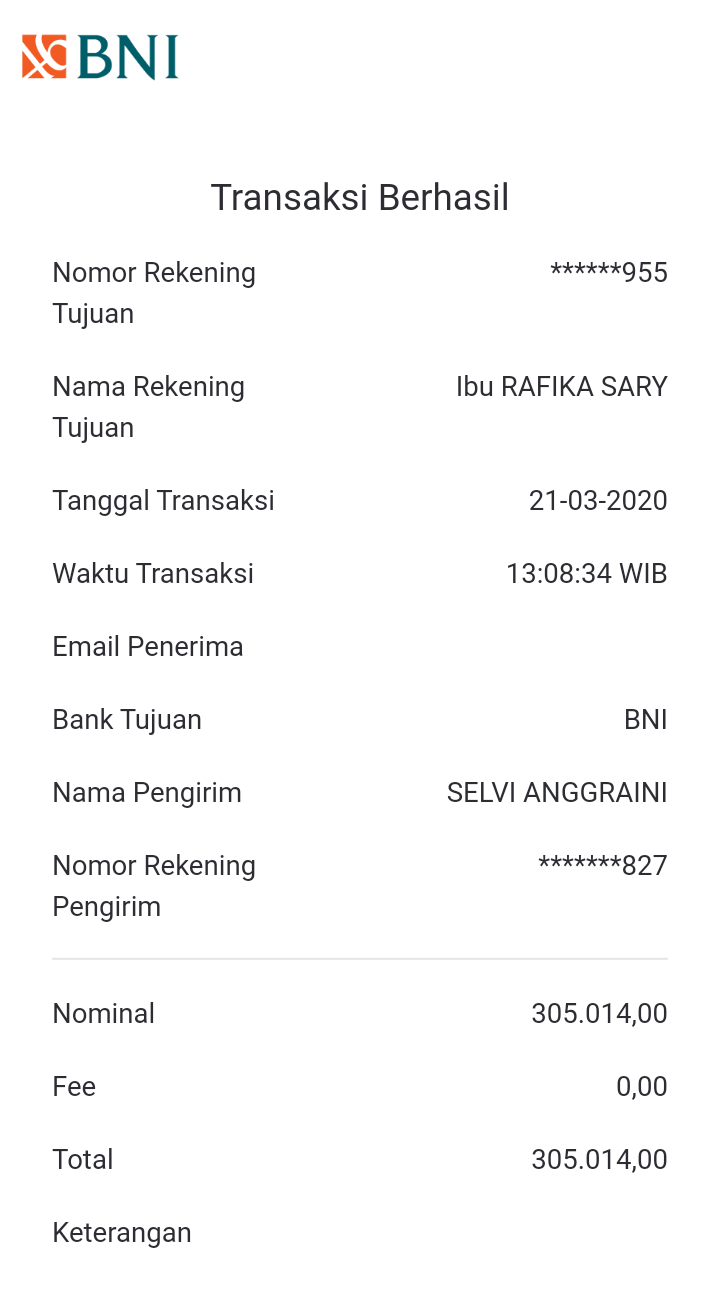 BNI
Transaksi Berhasil
Nomor Rekening Tujuan ******955
Nama Rekening Tujuan Ibu RAFIKA SARY
Tanggal Transaksi 21-03-2020
Waktu Transaksi 13:08:34 WIB
Email Penerima
Bank Tujuan BNI
Nama Pengirim SELVI ANGGRAINI
Nomor Rekening Pengirim *******827
Nominal 305.014,00
Fee 0,00
Total 305.014,00
Keterangan